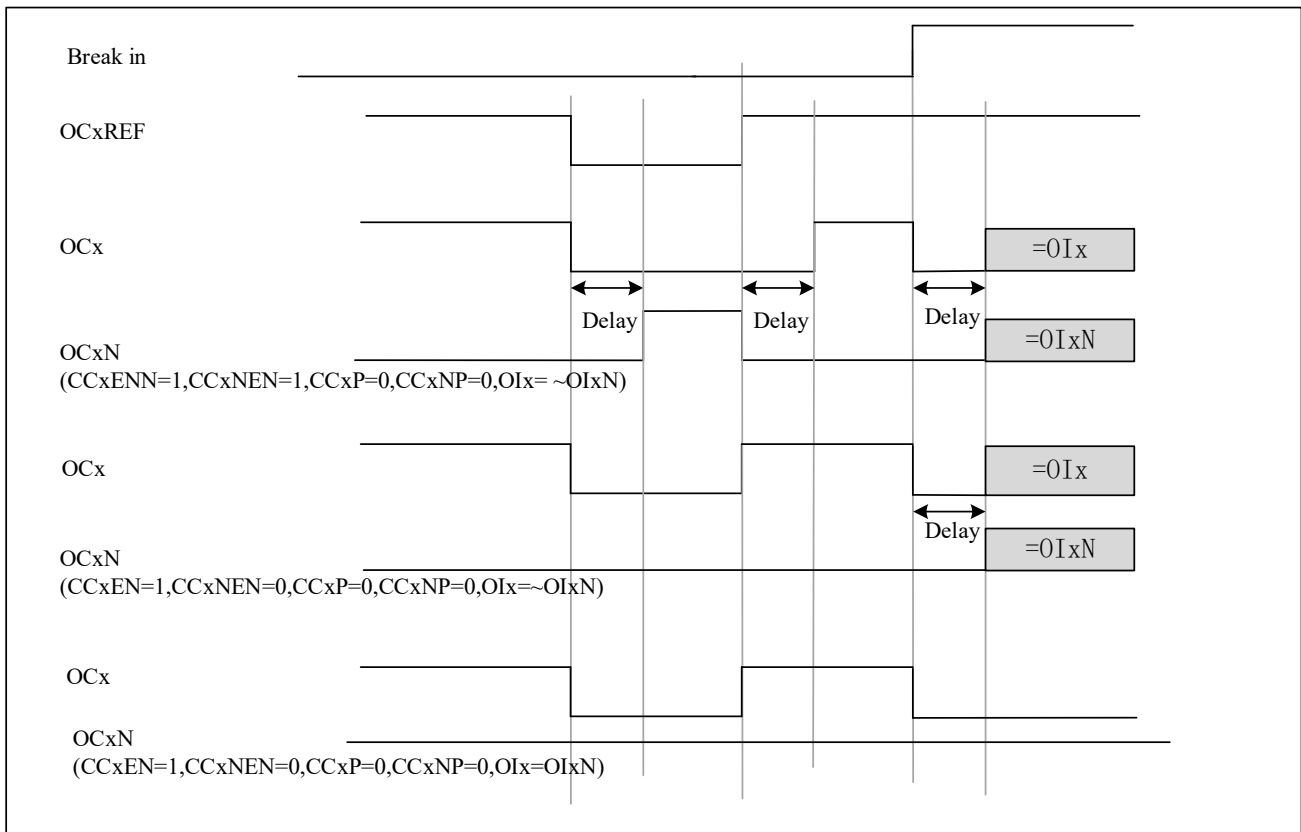 Break in
OCxREF
OCx
=OIx
Delay
Delay
Delay
OCxN
=OIxN
(CCxENN=1,CCxNEN=1,CCxP=0,CCxNP=0,OIx= ~OIxN)
OCx
=OIx
Delay
OCxN
=OIxN
(CCxEN=1,CCxNEN=0,CCxP=0,CCxNP=0,OIx=~OIxN)
OCx
OCxN
(CCxEN=1,CCxNEN=0,CCxP=0,CCxNP=0,OIx=OIxN)